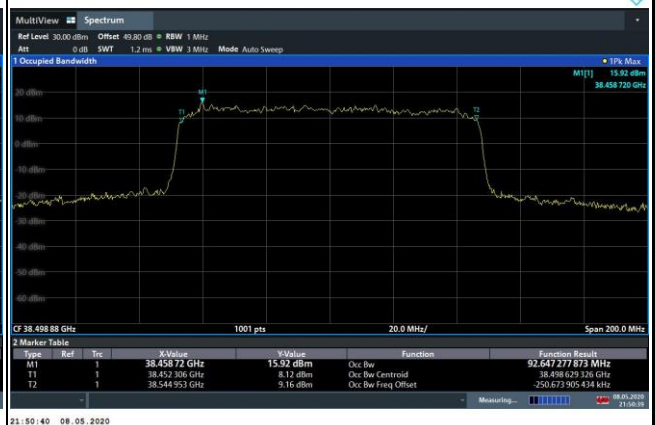 MultiView Spectrum
Ref Level 30.00 dBm Offset 49.80 dB RBW 1 MHz
Att 0 dB SWT 1.2 ms VBW 3 MHz Mode Auto Sweep
1 Occupied Bandwidth 1Pk Max
M1[1] 15.92 dBm
38.458 720 GHz
20 dBm
M1
T1 T2
10 dBm
0 dBm
-10 dBm
-20 dBm
-30 dBm
-40 dBm
-50 dBm
-60 dBm
CF 38.498 88 GHz 1001 pts 20.0 MHz/ Span 200.0 MHz
2 Marker Table
Type Ref Trc X-Value Y-Value Function Function Result
M1 1 38.458 72 GHz 15.92 dBm Occ Bw 92.647 277 873 MHz
T1 1 38.452 306 GHz 8.12 dBm Occ Bw Centroid 38.498 629 326 GHz
T2 1 38.544 953 GHz 9.16 dBm Occ Bw Freq Offset -250.673 905 434 kHz
Measuring... 08.05.2020
21:50:39
21:50:40 08.05.2020